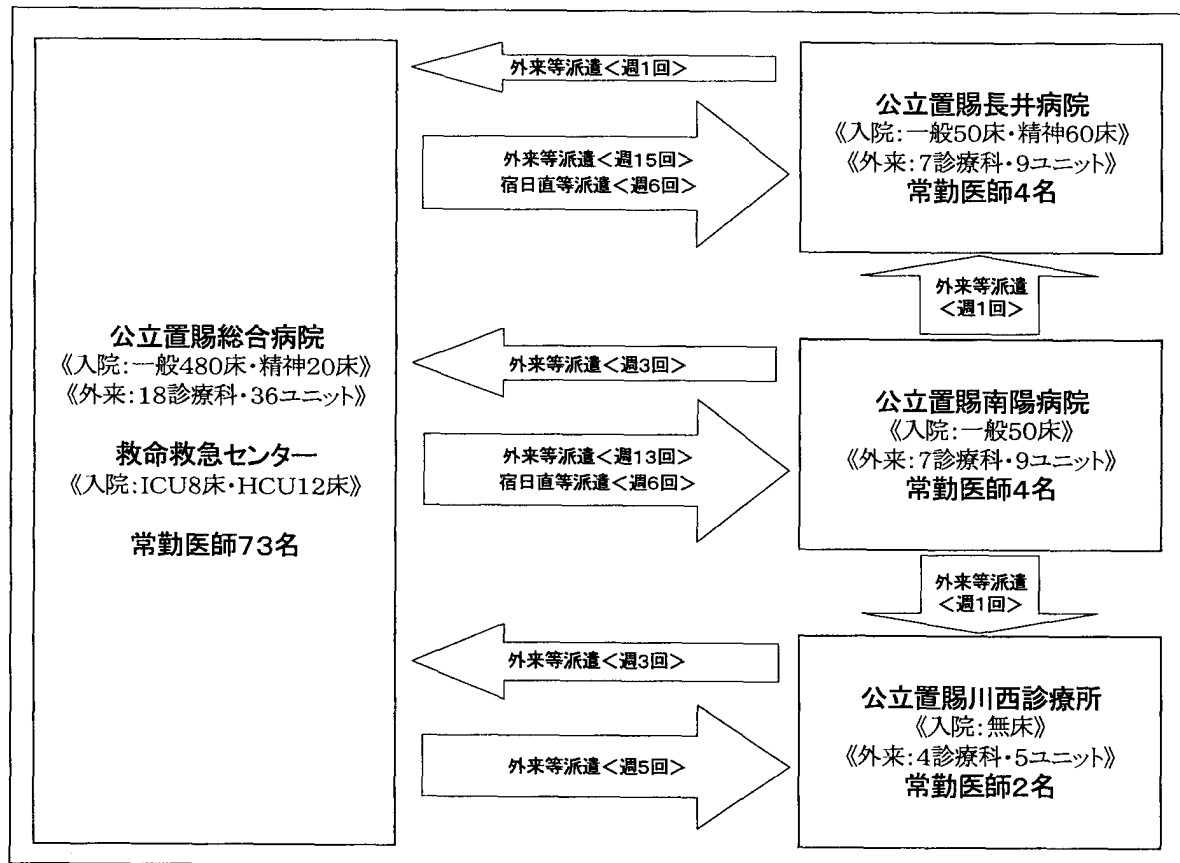 公立置賜総合病院
《入院:一般480床・精神20床》
《外来:18診療科・36ユニット》
救命救急センター
《入院:ICU8床・HCU12床》
常勤医師73名
外来等派遣<週1回>
外来等派遣<週15回>
宿日直等派遣<週6回>
公立置賜長井病院
《入院:一般50床・精神60床》
《外来:7診療科・9ユニット》
常勤医師4名
外来等派遣
<週1回>
外来等派遣<週3回>
外来等派遣<週13回>
宿日直等派遣<週6回>
公立置賜南陽病院
《入院:一般50床》
《外来:7診療科・9ユニット》
常勤医師4名
外来等派遣
<週1回>
外来等派遣<週3回>
外来等派遣<週5回>
公立置賜川西診療所
《入院:無床》
《外来:4診療科・5ユニット》
常勤医師2名